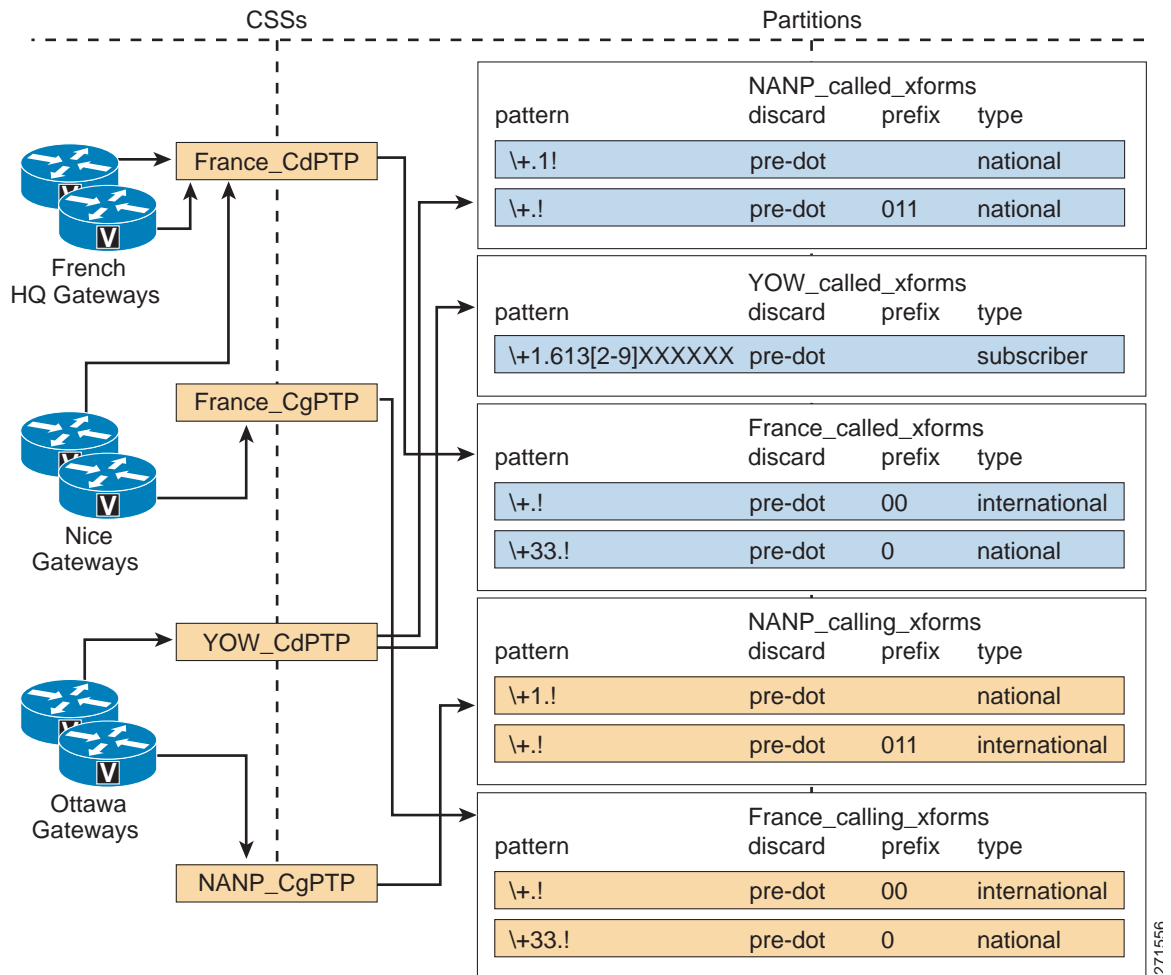 CSSs Partitions
NANP_called_xforms
pattern discard prefix type
\+.1! pre-dot national
\+.! pre-dot 011 national
YOW_called_xforms
pattern discard prefix type
\+1.613[2-9]XXXXXX pre-dot subscriber
France_called_xforms
pattern discard prefix type
\+.! pre-dot 00 international
\+33.! pre-dot 0 national
NANP_calling_xforms
pattern discard prefix type
\+1.! pre-dot national
\+.! pre-dot 011 international
France_calling_xforms
pattern discard prefix type
\+.! pre-dot 00 international
\+33.! pre-dot 0 national
France_CdPTP
France_CgPTP
YOW_CdPTP
NANP_CgPTP
V
V
French
HQ Gateways
V
V
Nice
Gateways
V
V
Ottawa
Gateways
271556